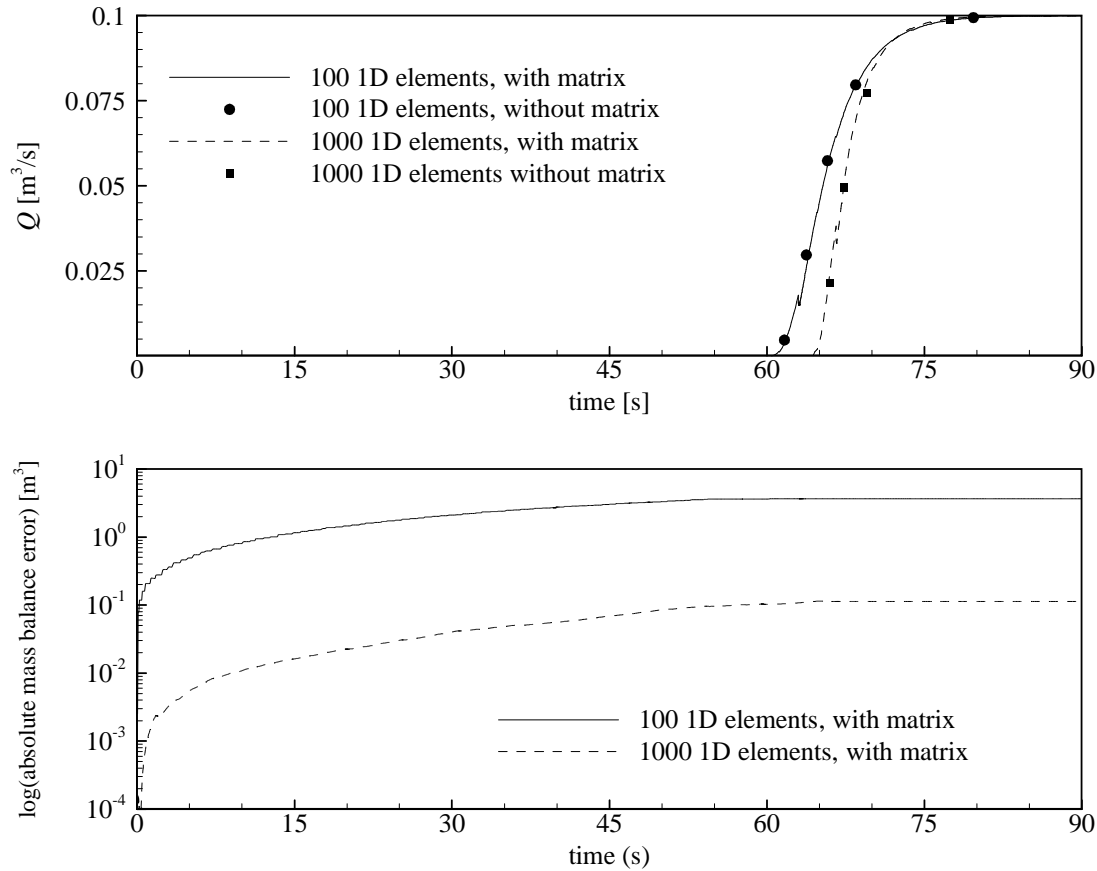 0.1
0.075
0.05
0.025
Q [m³/s]
100 1D elements, with matrix
100 1D elements, without matrix
1000 1D elements, with matrix
1000 1D elements without matrix
0 15 30 45 60 75 90
time [s]
10¹
10⁰
10⁻¹
10⁻²
10⁻³
10⁻⁴
log(absolute mass balance error) [m³]
100 1D elements, with matrix
1000 1D elements, with matrix
0 15 30 45 60 75 90
time (s)